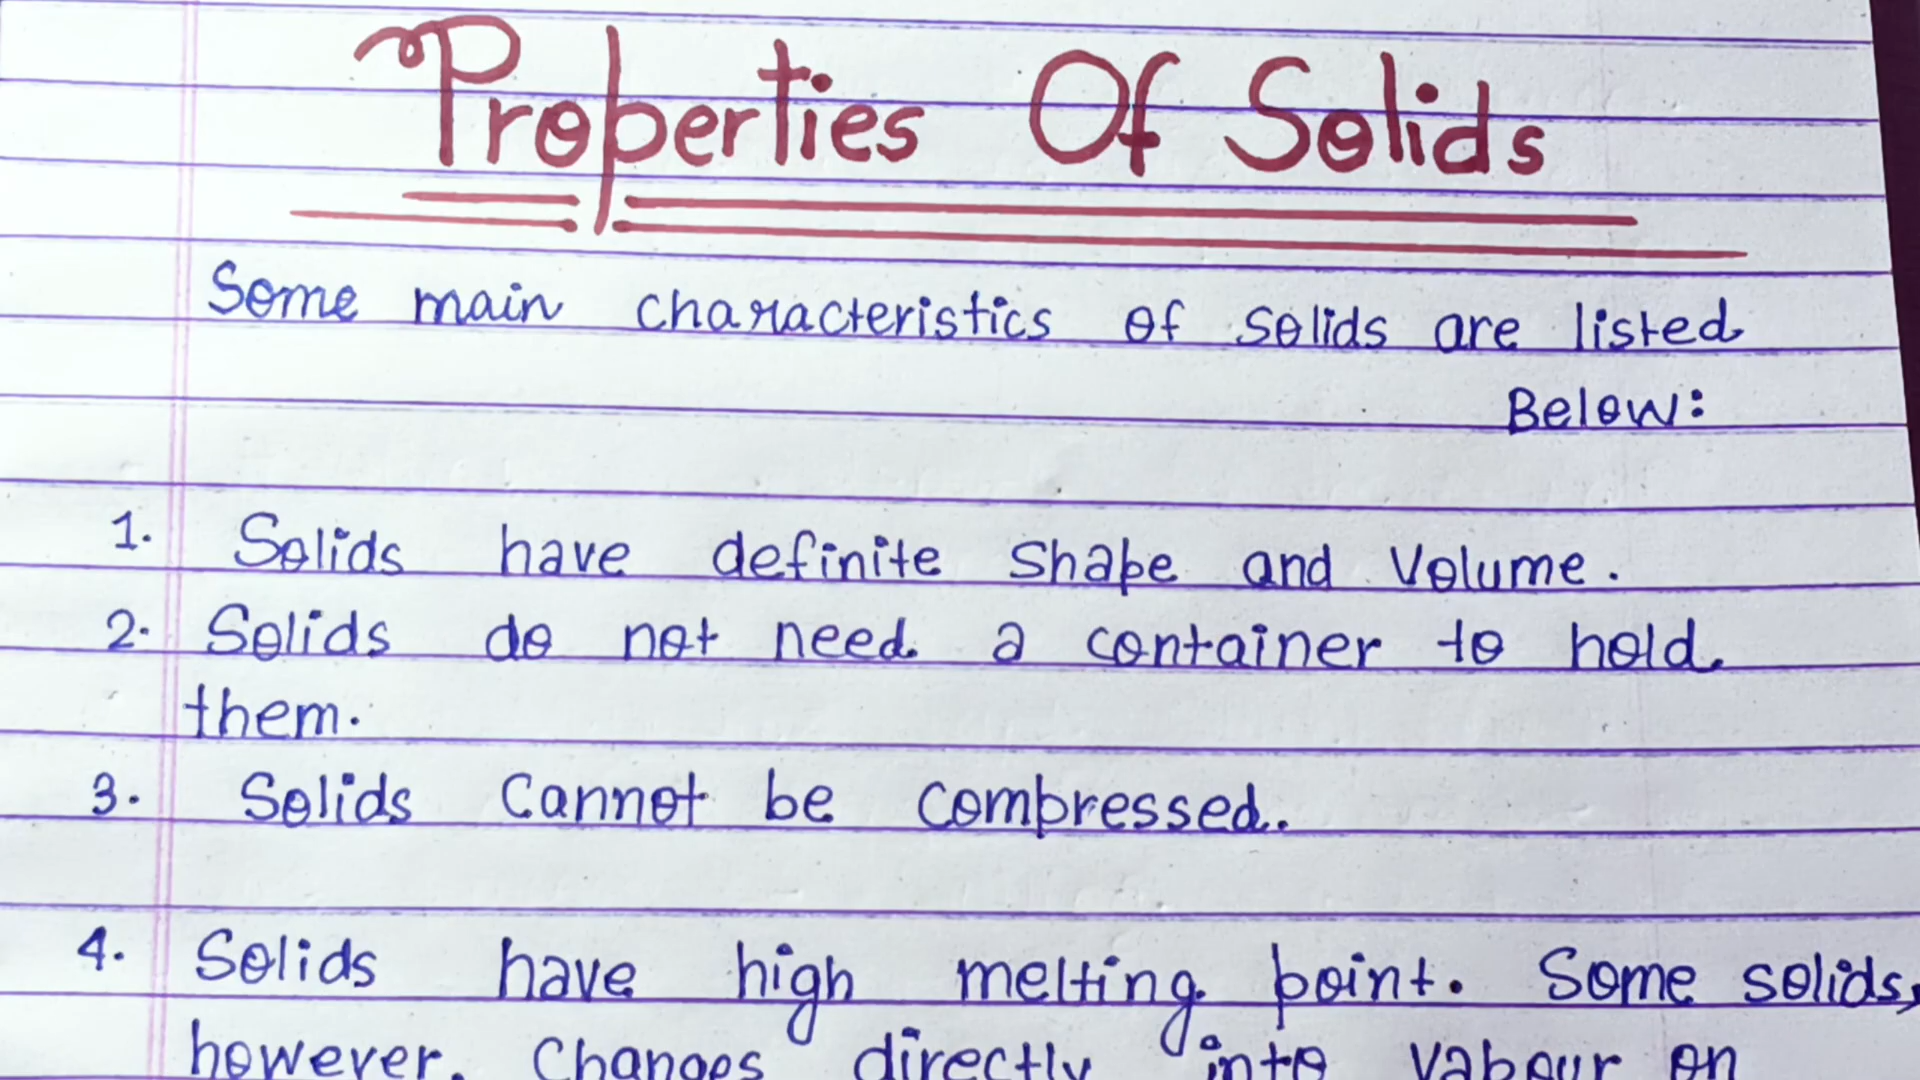 Properties Of Solids
Some main characteristics of solids are listed
Below:
1. Solids have definite shape and Volume.
2. Solids do not need a container to hold
them.
3. Solids Cannot be compressed.
4. Solids have high melting point. Some solids,
however, Changes directly into vapour on